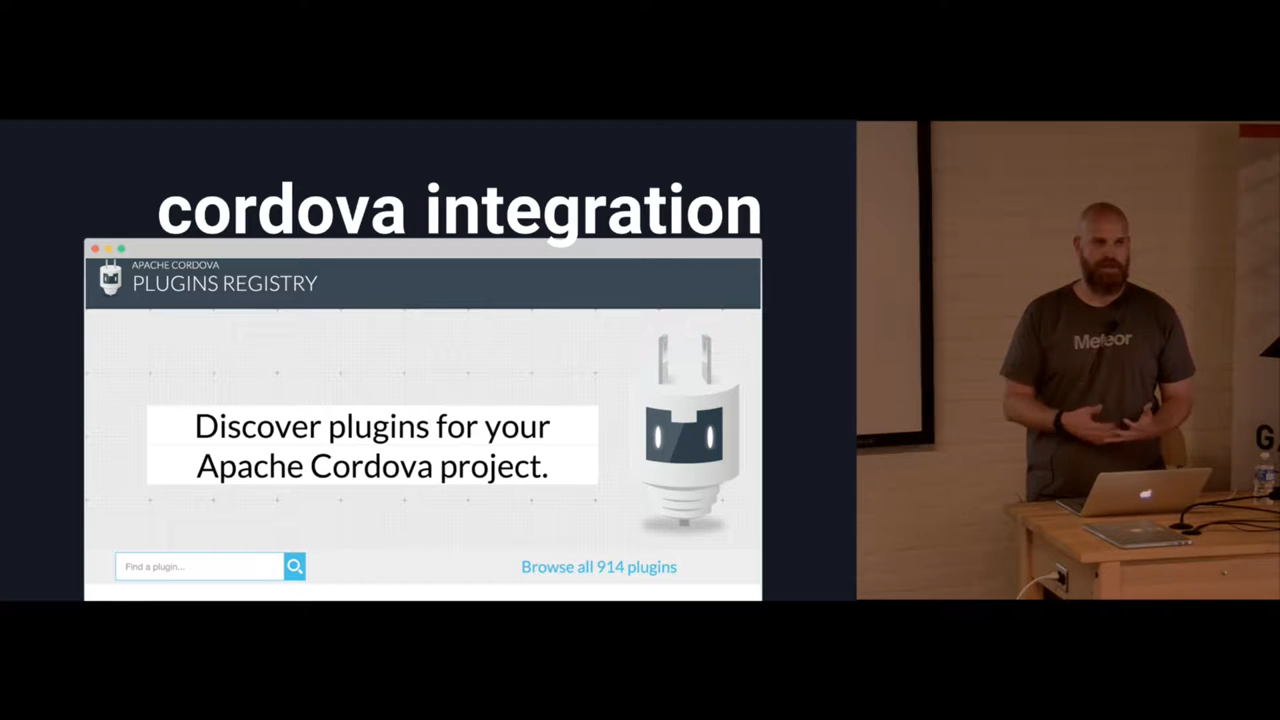 cordova integration
APACHE CORDOVA
PLUGINS REGISTRY
Discover plugins for your
Apache Cordova project.
Find a plugin...
Browse all 914 plugins
Meteor
G